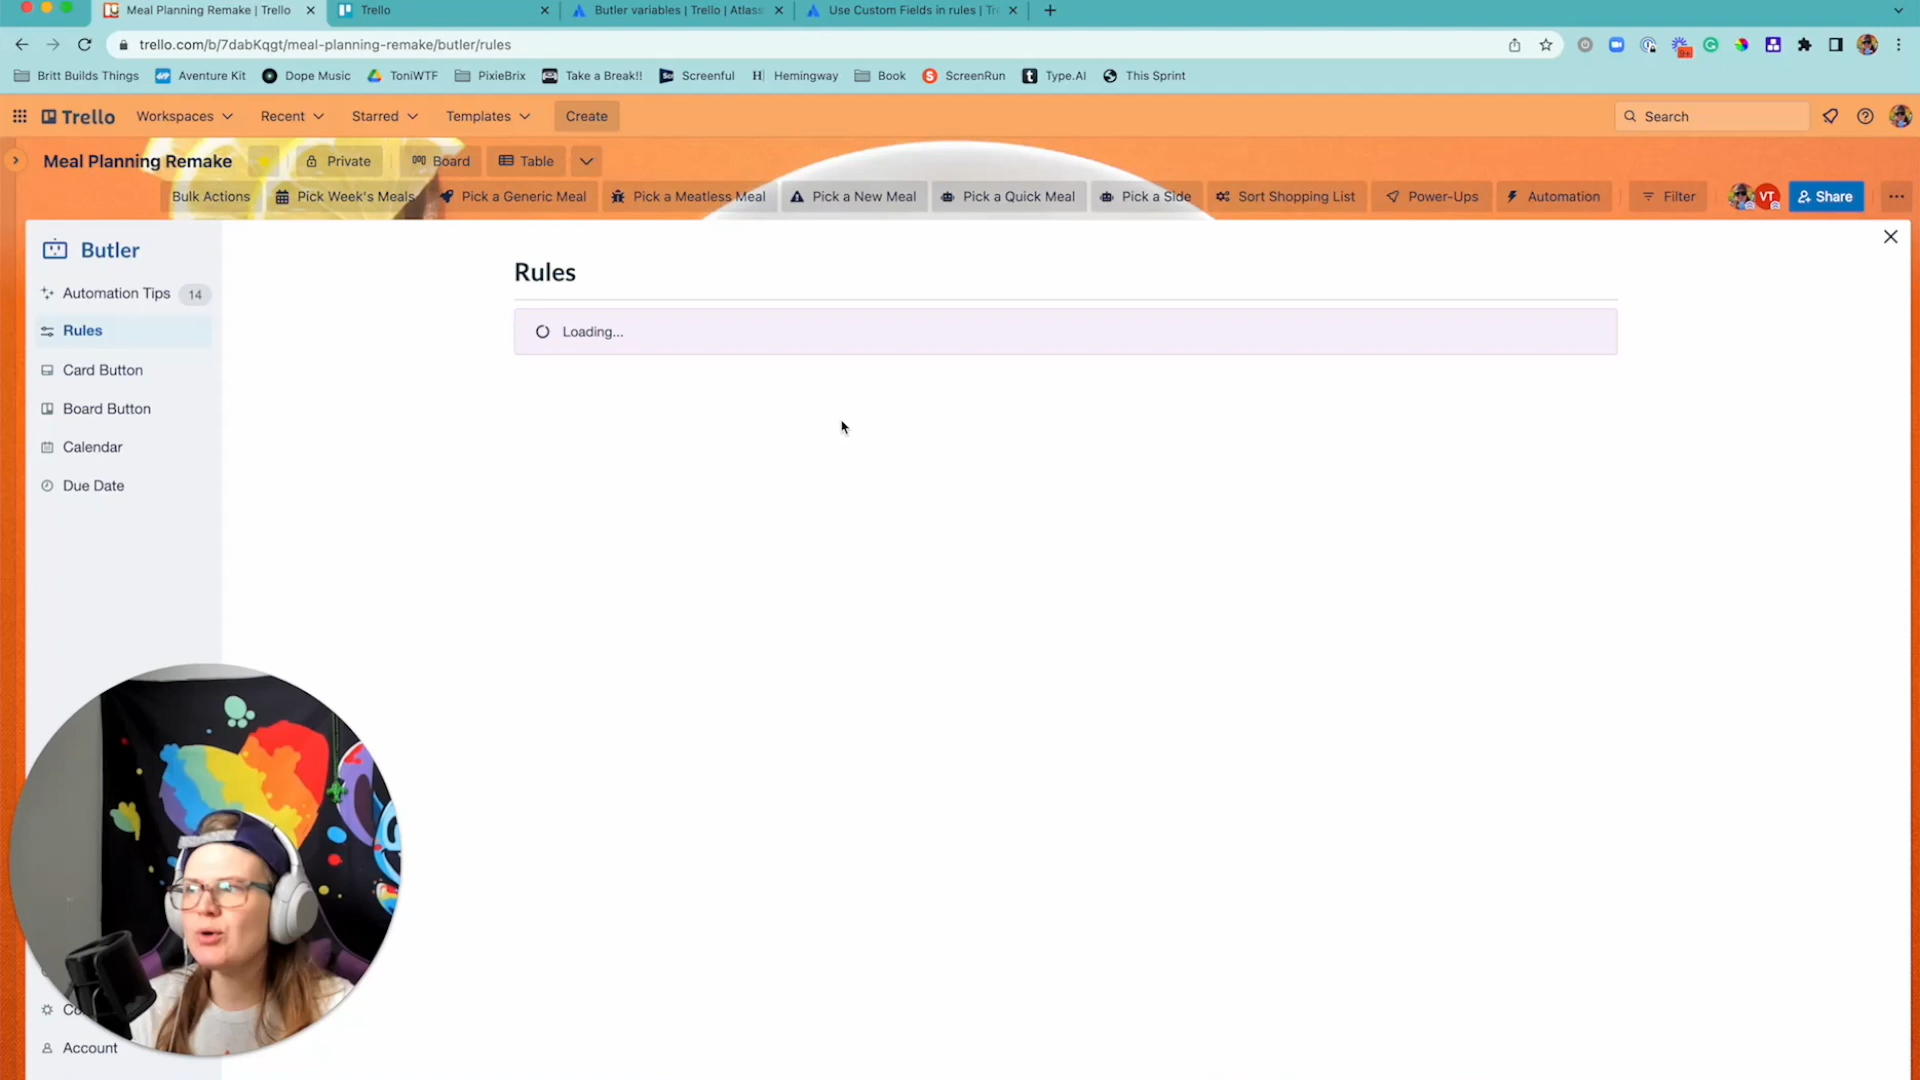 Meal Planning Remake | Trello
Trello
Butler variables | Trello | Atlass
Use Custom Fields in rules | Tr
trello.com/b/7dabKqgt/meal-planning-remake/butler/rules
Britt Builds Things
Aventure Kit
Dope Music
ToniWTF
PixieBrix
Take a Break!!
Screenful
Hemingway
Book
ScreenRun
Type.AI
This Sprint
Trello
Workspaces
Recent
Starred
Templates
Create
Search
Meal Planning Remake
Private
Board
Table
Bulk Actions
Pick Week's Meals
Pick a Generic Meal
Pick a Meatless Meal
Pick a New Meal
Pick a Quick Meal
Pick a Side
Sort Shopping List
Power-Ups
Automation
Filter
VT
Share
Butler
Automation Tips 14
Rules
Card Button
Board Button
Calendar
Due Date
Account
Rules
Loading...